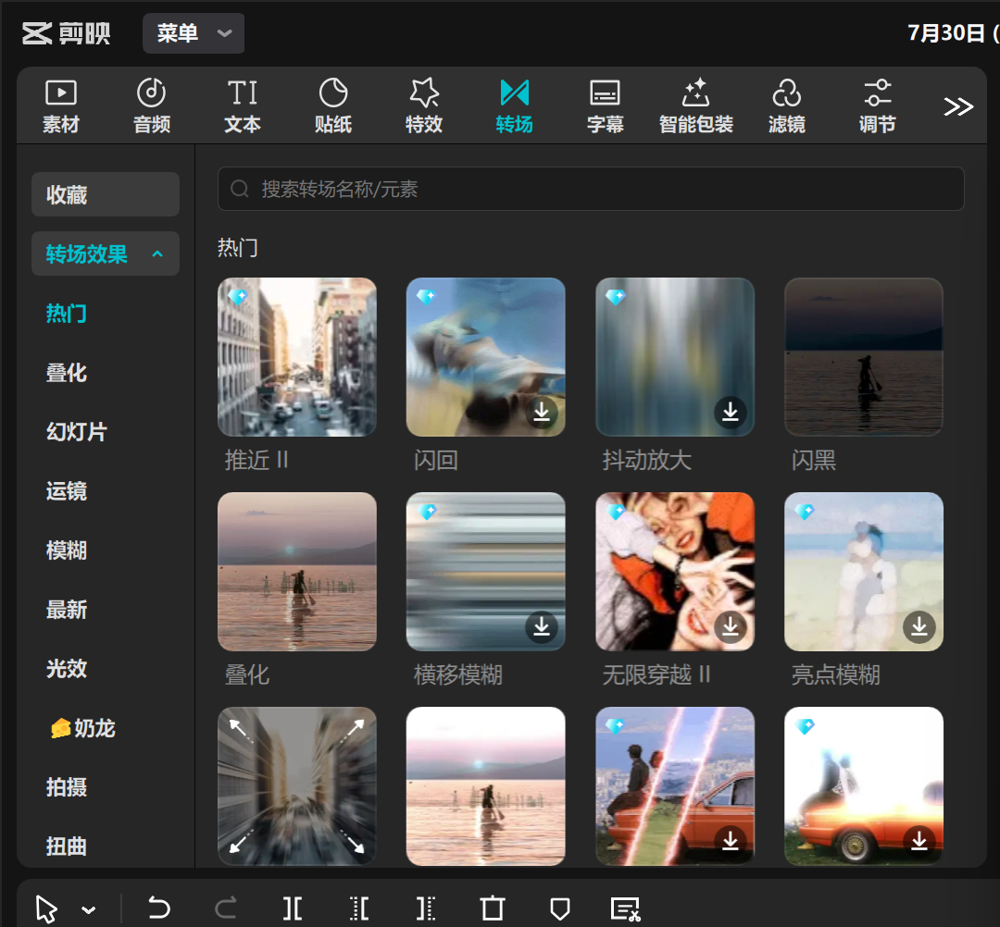 剪映
菜单
7月30日 (
素材
音频
文本
贴纸
特效
转场
字幕
智能包装
滤镜
调节
收藏
搜索转场名称/元素
转场效果
热门
热门
叠化
幻灯片
运镜
模糊
最新
光效
奶龙
拍摄
扭曲
推近 II
闪回
抖动放大
闪黑
叠化
横移模糊
无限穿越 II
亮点模糊